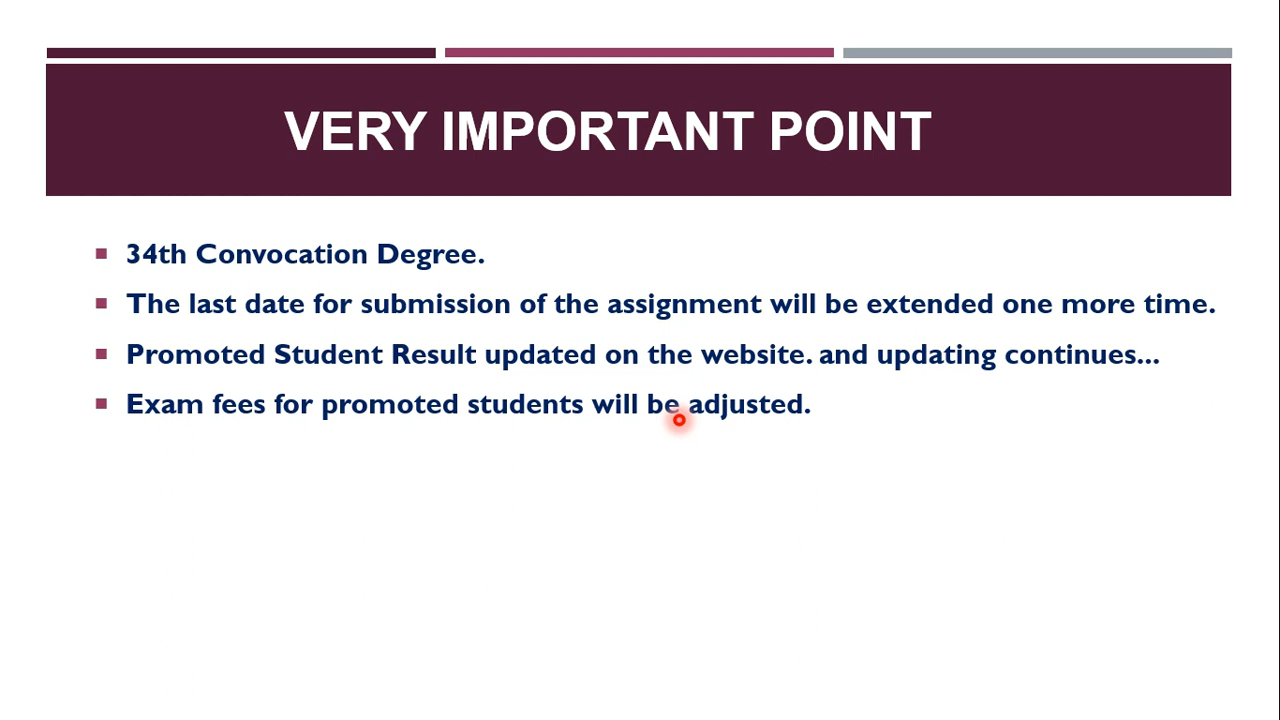 VERY IMPORTANT POINT
34th Convocation Degree.
The last date for submission of the assignment will be extended one more time.
Promoted Student Result updated on the website. and updating continues...
Exam fees for promoted students will be adjusted.